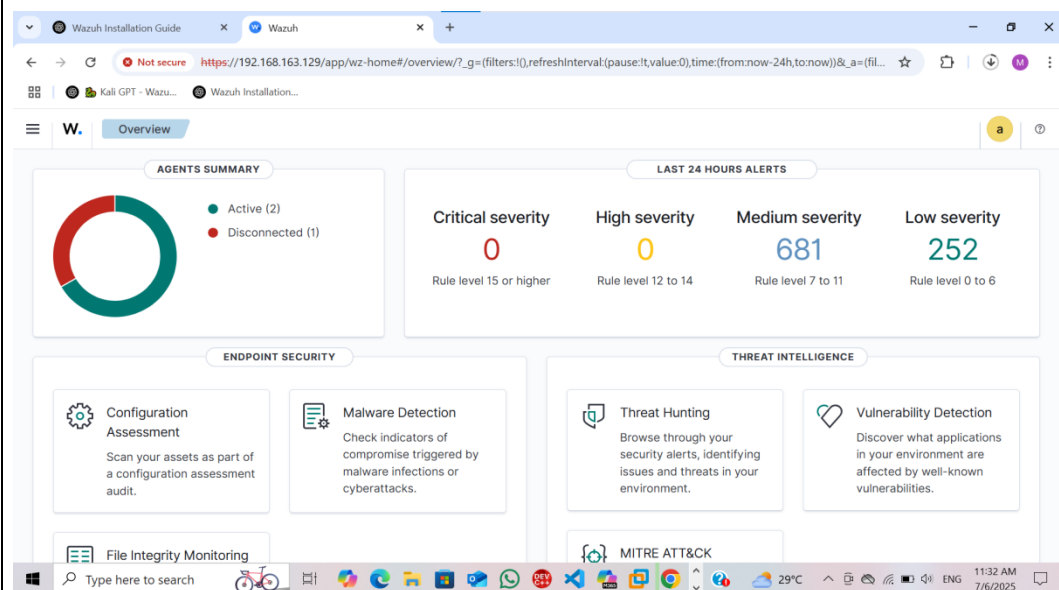 Wazuh Installation Guide
Wazuh
Not secure https://192.168.163.129/app/wz-home#/overview/?_g=(filters:!(),refreshInterval:(pause:!t,value:0),time:(from:now-24h,to:now))&_a=(fil...
M
Kali GPT - Wazu...
Wazuh Installation...
W.
Overview
a
AGENTS SUMMARY
Active (2)
Disconnected (1)
LAST 24 HOURS ALERTS
Critical severity
0
Rule level 15 or higher
High severity
0
Rule level 12 to 14
Medium severity
681
Rule level 7 to 11
Low severity
252
Rule level 0 to 6
ENDPOINT SECURITY
Configuration
Assessment
Scan your assets as part of
a configuration assessment
audit.
Malware Detection
Check indicators of
compromise triggered by
malware infections or
cyberattacks.
File Integrity Monitoring
THREAT INTELLIGENCE
Threat Hunting
Browse through your
security alerts, identifying
issues and threats in your
environment.
Vulnerability Detection
Discover what applications
in your environment are
affected by well-known
vulnerabilities.
MITRE ATT&CK
Type here to search
DEV
C++
29°C
ENG
11:32 AM
7/6/2025